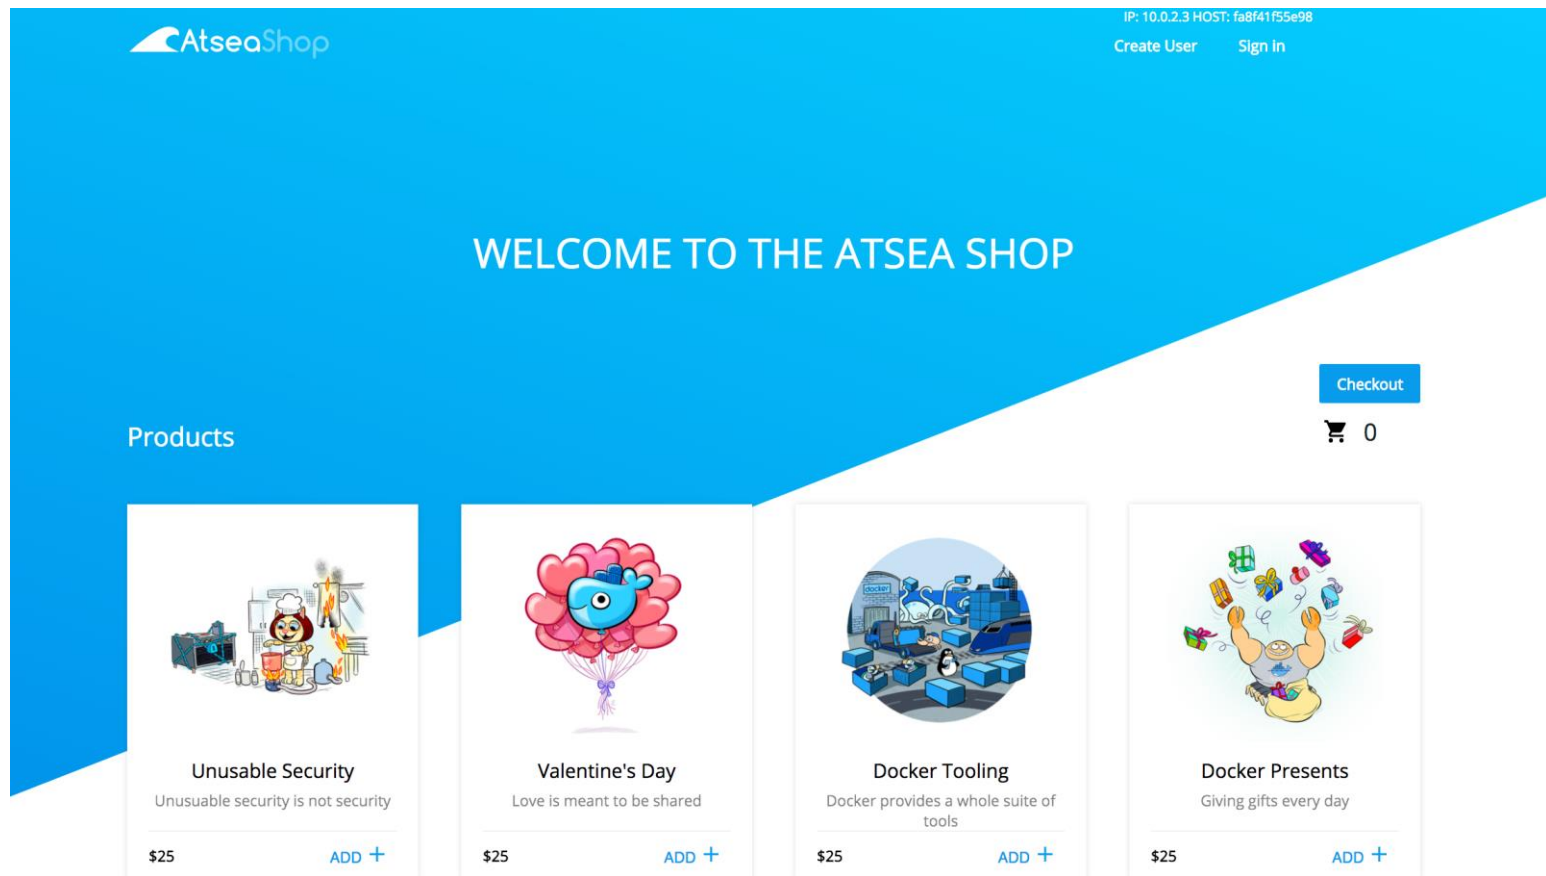 IP: 10.0.2.3 HOST: fa8f41f55e98
AtseaShop
Create User
Sign in
WELCOME TO THE ATSEA SHOP
Checkout
Products
0
docker
Unusable Security
Unusuable security is not security
$25
ADD +
Valentine's Day
Love is meant to be shared
$25
ADD +
Docker Tooling
Docker provides a whole suite of
tools
$25
ADD +
Docker Presents
Giving gifts every day
$25
ADD +